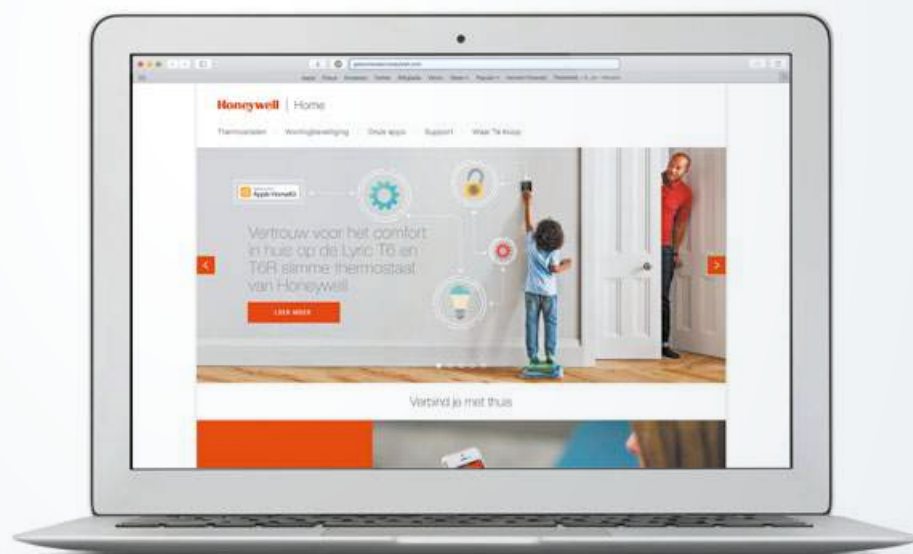 Honeywell | Home
Thermostaten Woningbeveiliging Onze apps Support Waar Te Koop
Apple HomeKit
Vertrouw voor het comfort
in huis op de Lyric T6 en
T6R slimme thermostaat
van Honeywell
LEER MEER
Verbind je met thuis